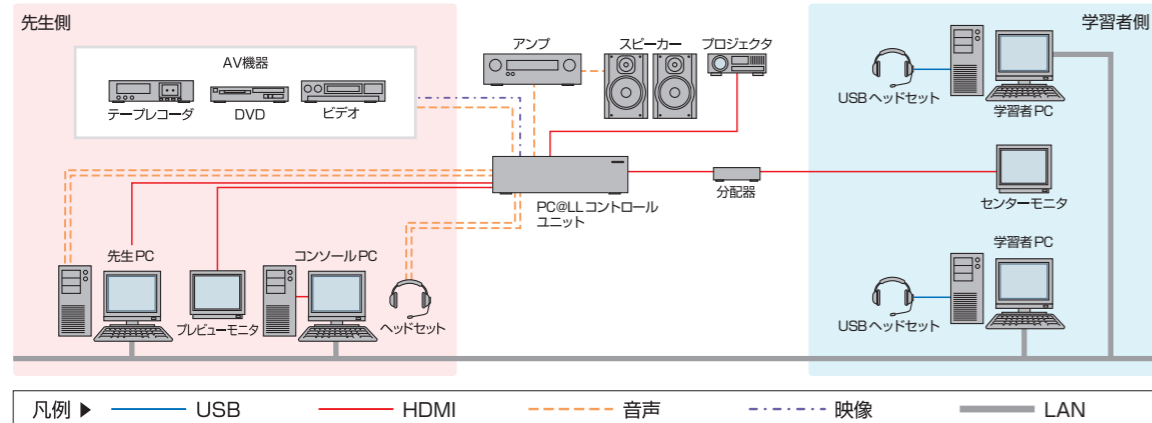 先生側
学習者側
AV機器
テープレコーダ
DVD
ビデオ
アンプ
スピーカー
プロジェクタ
USBヘッドセット
学習者PC
PC@LLコントロール
ユニット
分配器
センターモニタ
先生PC
プレビューモニタ
コンソールPC
ヘッドセット
学習者PC
USBヘッドセット
凡例 ▶ USB HDMI 音声 映像 LAN